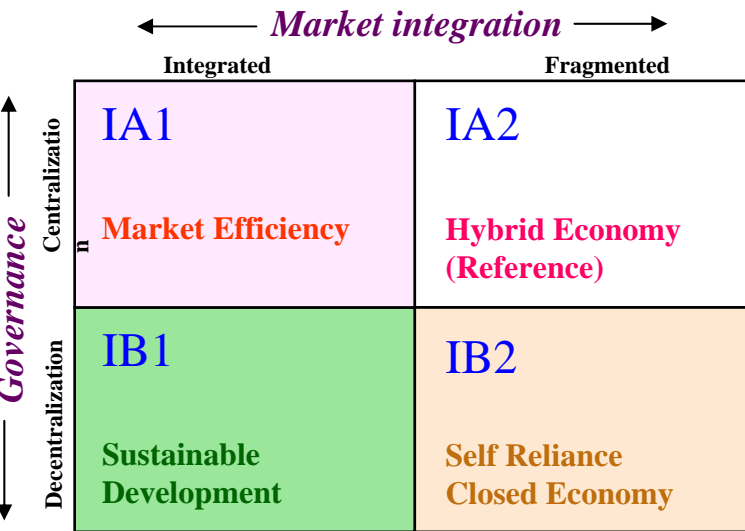 Market integration
Integrated Fragmented
Governance
Centralizatio
n
IA1
Market Efficiency
IA2
Hybrid Economy
(Reference)
Decentralization
IB1
Sustainable
Development
IB2
Self Reliance
Closed Economy